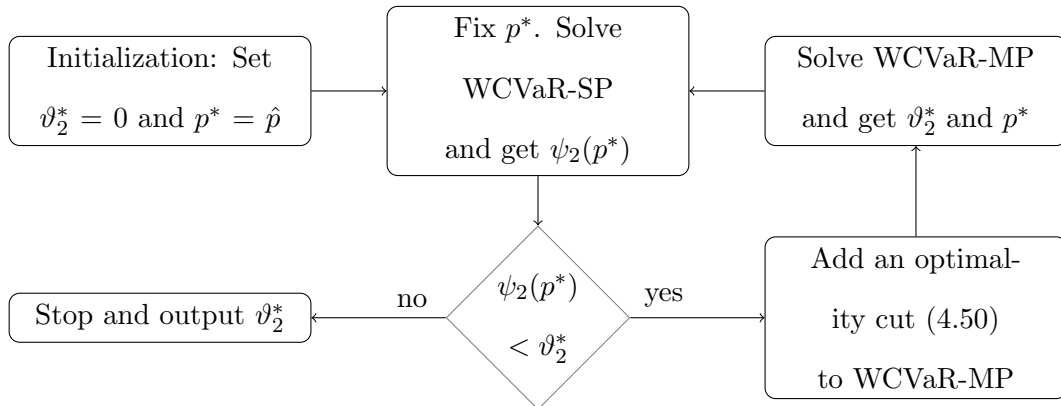 Initialization: Set
ϑ₂* = 0 and p* = p̂
Fix p*. Solve
WCVaR-SP
and get ψ₂(p*)
Solve WCVaR-MP
and get ϑ₂* and p*
Stop and output ϑ₂*
no
ψ₂(p*)
< ϑ₂*
yes
Add an optimal-
ity cut (4.50)
to WCVaR-MP